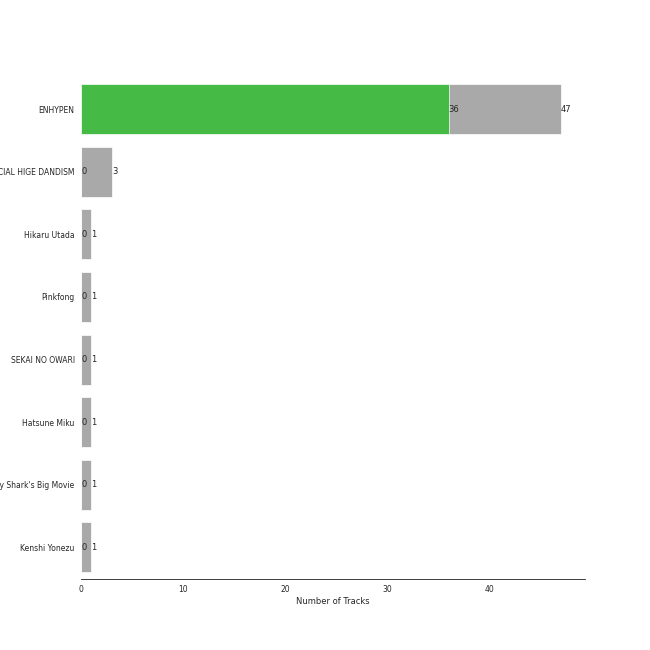 ENHYPEN 36 47
CIAL HIGE DANDISM 0 3
Hikaru Utada 0 1
Pinkfong 0 1
SEKAI NO OWARI 0 1
Hatsune Miku 0 1
y Shark's Big Movie 0 1
Kenshi Yonezu 0 1
0 10 20 30 40
Number of Tracks